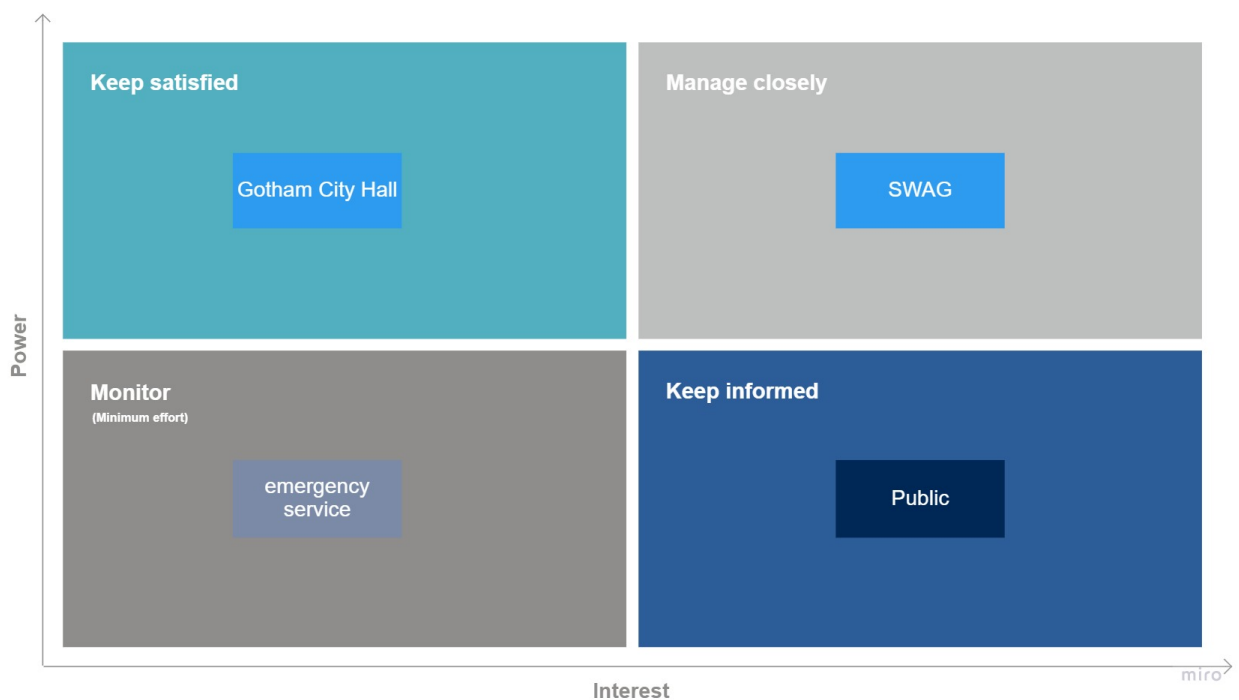 Keep satisfied
Manage closely
Gotham City Hall
SWAG
Power
Monitor
(Minimum effort)
Keep informed
emergency
service
Public
Interest
miro